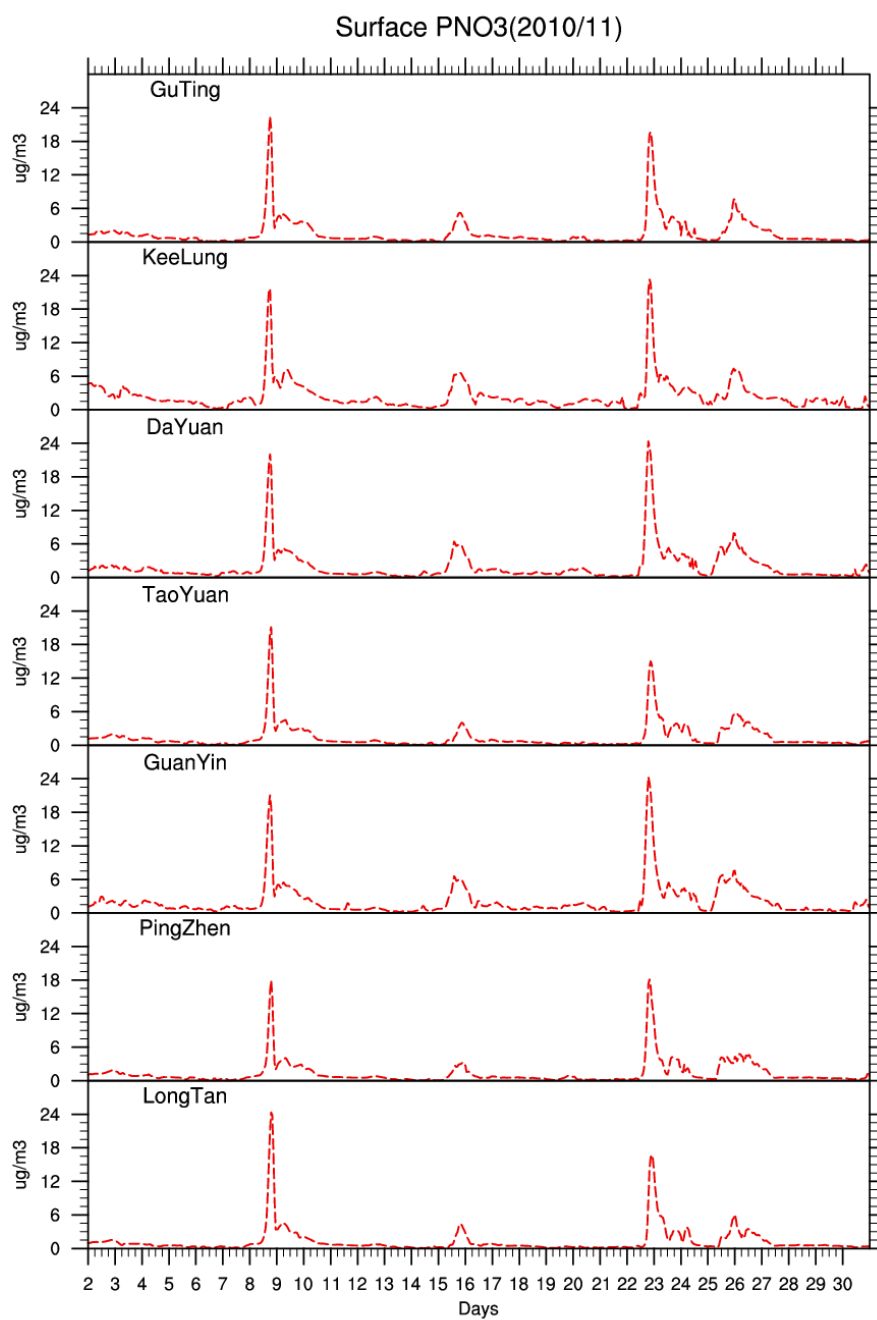 Surface PNO3(2010/11)
GuTing
24
18
12
6
0
ug/m3
KeeLung
24
18
12
6
0
ug/m3
DaYuan
24
18
12
6
0
ug/m3
TaoYuan
24
18
12
6
0
ug/m3
GuanYin
24
18
12
6
0
ug/m3
PingZhen
24
18
12
6
0
ug/m3
LongTan
24
18
12
6
0
ug/m3
2 3 4 5 6 7 8 9 10 11 12 13 14 15 16 17 18 19 20 21 22 23 24 25 26 27 28 29 30
Days